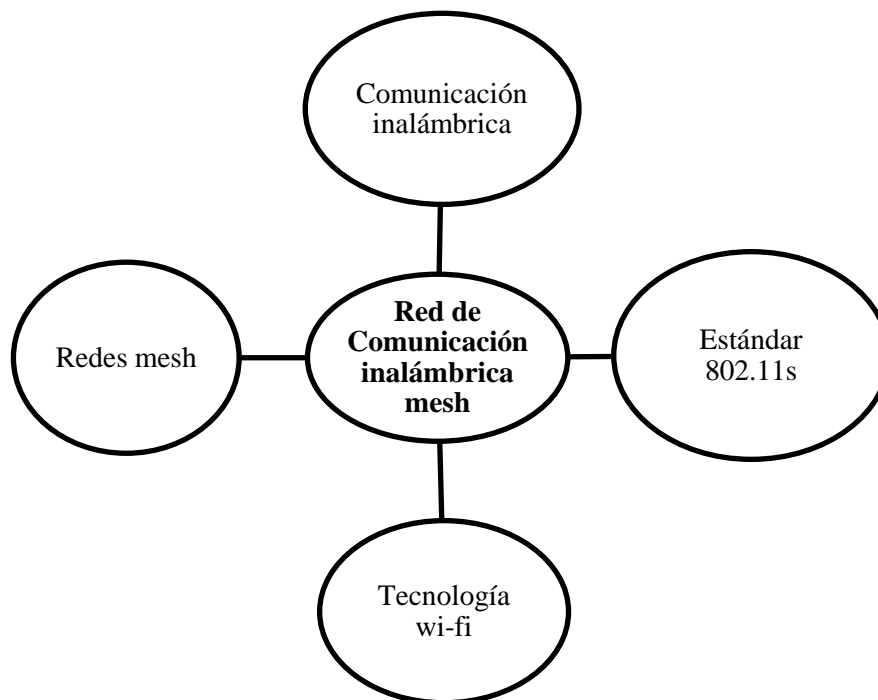 Comunicación
inalámbrica
Redes mesh
Red de
Comunicación
inalámbrica
mesh
Estándar
802.11s
Tecnología
wi-fi